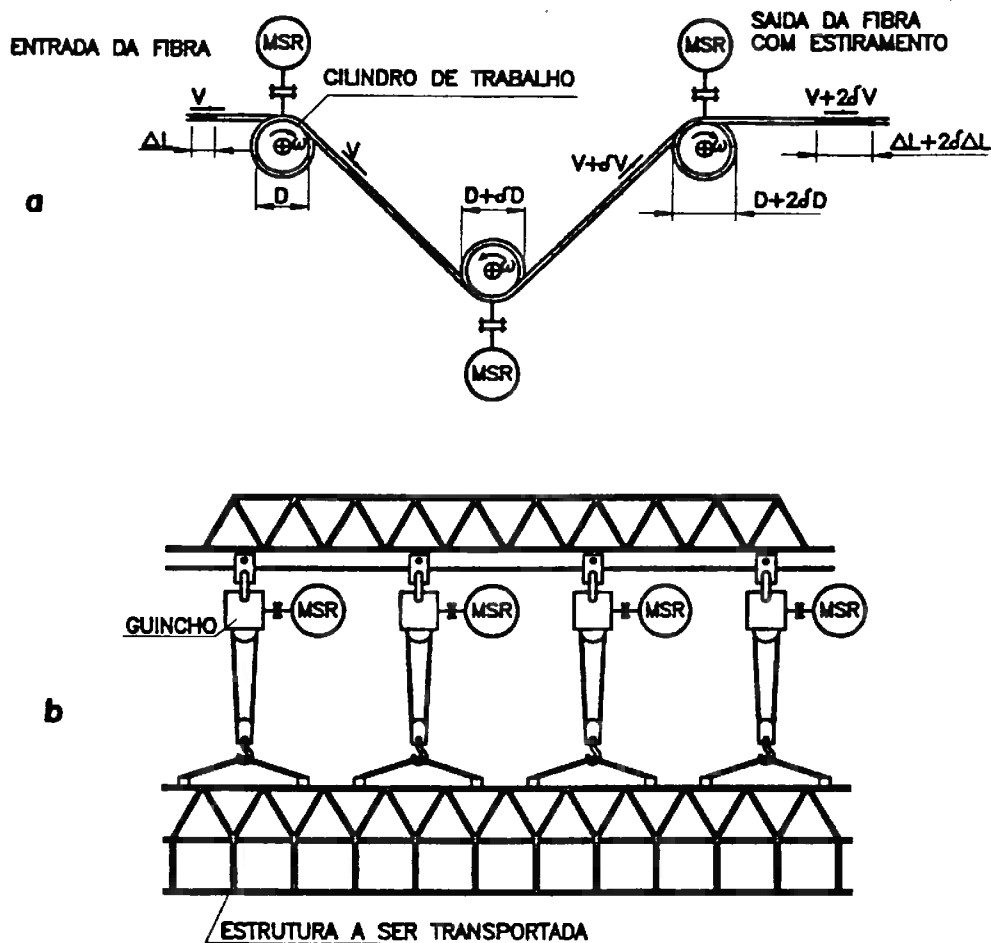 ENTRADA DA FIBRA
MSR
CILINDRO DE TRABALHO
MSR
SAIDA DA FIBRA
COM ESTIRAMENTO
V
ΔL
ω
D
V
D+δD
ω
MSR
V+δV
ω
V+2δV
ΔL+2δΔL
D+2δD
a
GUINCHO
MSR
MSR
MSR
MSR
b
ESTRUTURA A SER TRANSPORTADA